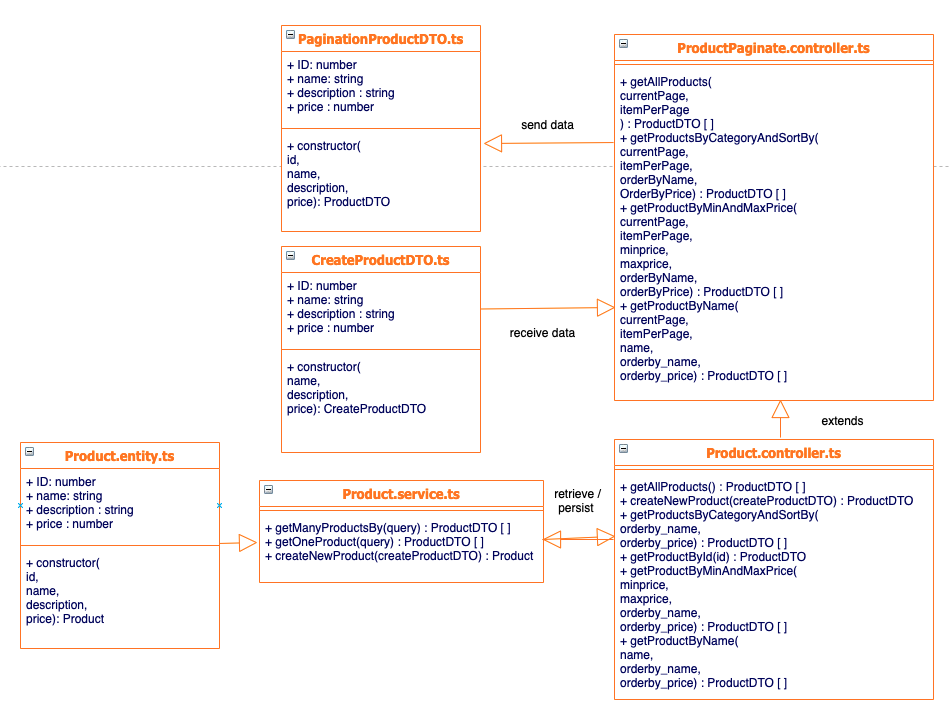 PaginationProductDTO.ts
+ ID: number
+ name: string
+ description : string
+ price : number
+ constructor(
id,
name,
description,
price): ProductDTO
send data
ProductPaginate.controller.ts
+ getAllProducts(
currentPage,
itemPerPage
) : ProductDTO [ ]
+ getProductsByCategoryAndSortBy(
currentPage,
itemPerPage,
orderByName,
OrderByPrice) : ProductDTO [ ]
+ getProductByMinAndMaxPrice(
currentPage,
itemPerPage,
minprice,
maxprice,
orderByName,
orderByPrice) : ProductDTO [ ]
+ getProductByName(
currentPage,
itemPerPage,
name,
orderby_name,
orderby_price) : ProductDTO [ ]
CreateProductDTO.ts
+ ID: number
+ name: string
+ description : string
+ price : number
+ constructor(
name,
description,
price): CreateProductDTO
receive data
extends
Product.entity.ts
+ ID: number
+ name: string
+ description : string
+ price : number
+ constructor(
id,
name,
description,
price): Product
Product.service.ts
+ getManyProductsBy(query) : ProductDTO [ ]
+ getOneProduct(query) : ProductDTO [ ]
+ createNewProduct(createProductDTO) : Product
retrieve /
persist
Product.controller.ts
+ getAllProducts() : ProductDTO [ ]
+ createNewProduct(createProductDTO) : ProductDTO
+ getProductsByCategoryAndSortBy(
orderby_name,
orderby_price) : ProductDTO [ ]
+ getProductById(id) : ProductDTO
+ getProductByMinAndMaxPrice(
minprice,
maxprice,
orderby_name,
orderby_price) : ProductDTO [ ]
+ getProductByName(
name,
orderby_name,
orderby_price) : ProductDTO [ ]